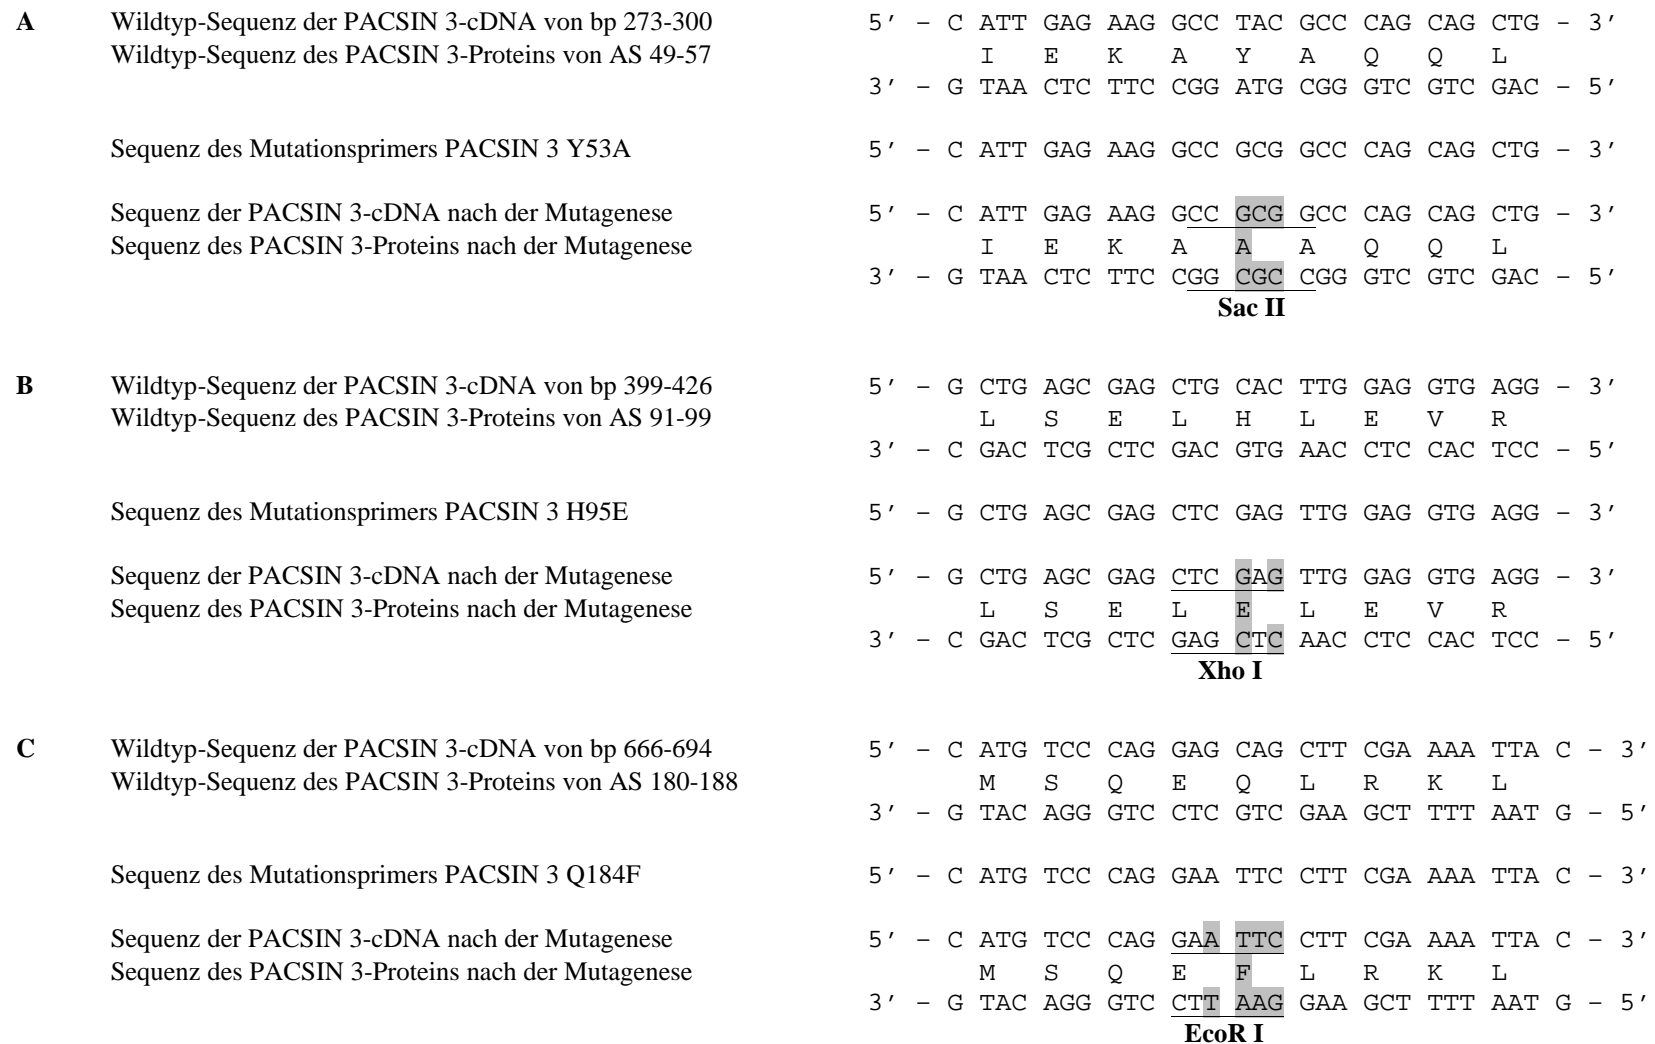 A Wildtyp-Sequenz der PACSIN 3-cDNA von bp 273-300 5′ – C ATT GAG AAG GCC TAC GCC CAG CAG CTG – 3′
Wildtyp-Sequenz des PACSIN 3-Proteins von AS 49-57 I E K A Y A Q Q L
3′ – G TAA CTC TTC CGG ATG CGG GTC GTC GAC – 5′
Sequenz des Mutationsprimers PACSIN 3 Y53A 5′ – C ATT GAG AAG GCC GCG GCC CAG CAG CTG – 3′
Sequenz der PACSIN 3-cDNA nach der Mutagenese 5′ – C ATT GAG AAG GCC GCG GCC CAG CAG CTG – 3′
Sequenz des PACSIN 3-Proteins nach der Mutagenese I E K A A A Q Q L
3′ – G TAA CTC TTC CGG CGC CGG GTC GTC GAC – 5′
Sac II
B Wildtyp-Sequenz der PACSIN 3-cDNA von bp 399-426 5′ – G CTG AGC GAG CTG CAC TTG GAG GTG AGG – 3′
Wildtyp-Sequenz des PACSIN 3-Proteins von AS 91-99 L S E L H L E V R
3′ – C GAC TCG CTC GAC GTG AAC CTC CAC TCC – 5′
Sequenz des Mutationsprimers PACSIN 3 H95E 5′ – G CTG AGC GAG CTC GAG TTG GAG GTG AGG – 3′
Sequenz der PACSIN 3-cDNA nach der Mutagenese 5′ – G CTG AGC GAG CTC GAG TTG GAG GTG AGG – 3′
Sequenz des PACSIN 3-Proteins nach der Mutagenese L S E L E L E V R
3′ – C GAC TCG CTC GAG CTC AAC CTC CAC TCC – 5′
Xho I
C Wildtyp-Sequenz der PACSIN 3-cDNA von bp 666-694 5′ – C ATG TCC CAG GAG CAG CTT CGA AAA TTA C – 3′
Wildtyp-Sequenz des PACSIN 3-Proteins von AS 180-188 M S Q E Q L R K L
3′ – G TAC AGG GTC CTC GTC GAA GCT TTT AAT G – 5′
Sequenz des Mutationsprimers PACSIN 3 Q184F 5′ – C ATG TCC CAG GAA TTC CTT CGA AAA TTA C – 3′
Sequenz der PACSIN 3-cDNA nach der Mutagenese 5′ – C ATG TCC CAG GAA TTC CTT CGA AAA TTA C – 3′
Sequenz des PACSIN 3-Proteins nach der Mutagenese M S Q E F L R K L
3′ – G TAC AGG GTC CTT AAG GAA GCT TTT AAT G – 5′
EcoR I